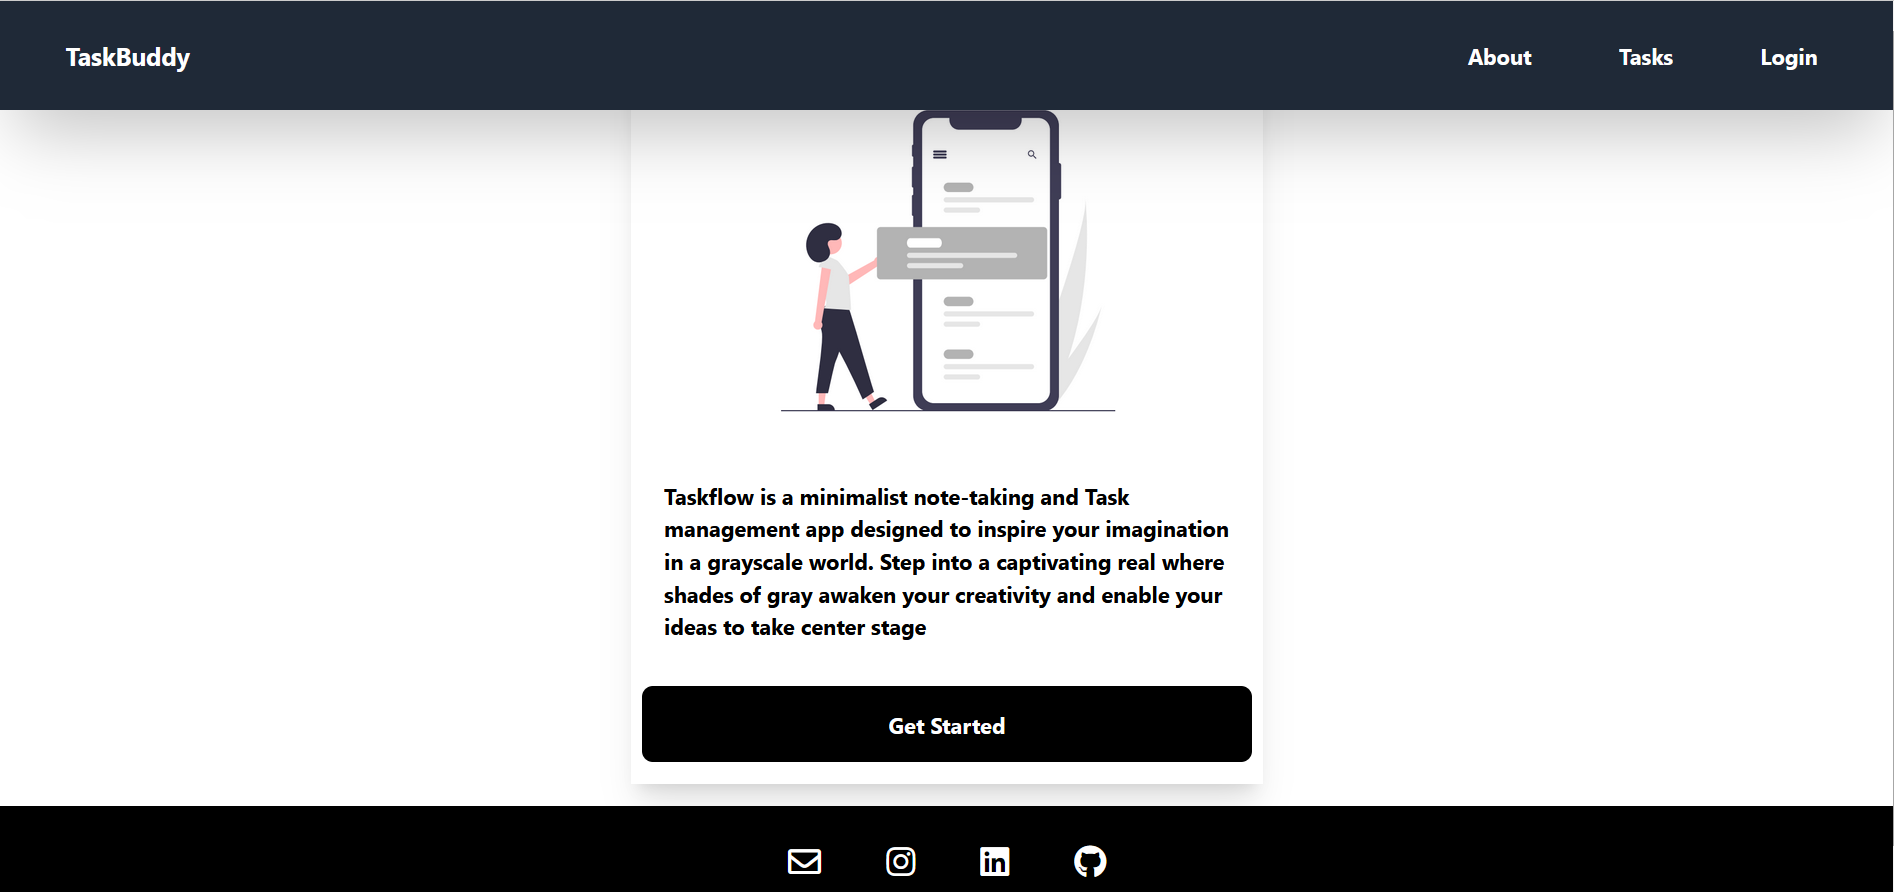 TaskBuddy
About
Tasks
Login
Taskflow is a minimalist note-taking and Task
management app designed to inspire your imagination
in a grayscale world. Step into a captivating real where
shades of gray awaken your creativity and enable your
ideas to take center stage
Get Started